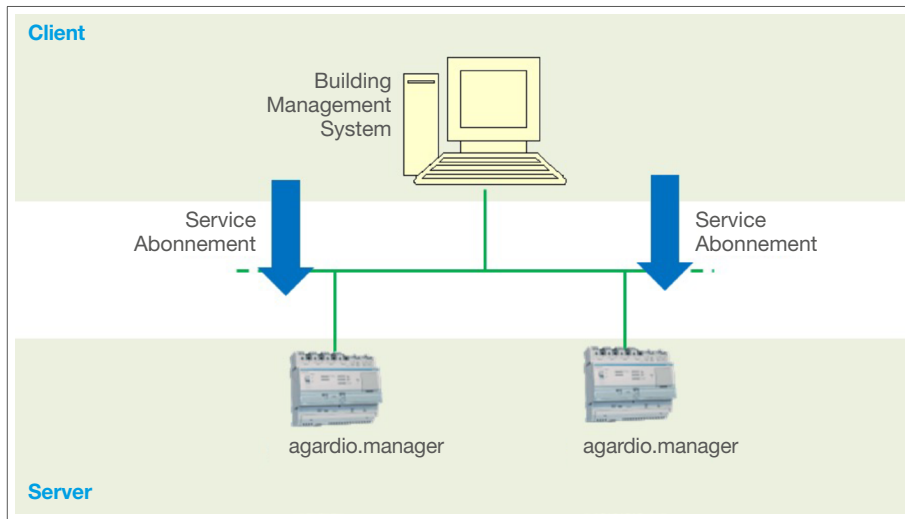 Client
Building
Management
System
Service
Abonnement
Service
Abonnement
agardio.manager
agardio.manager
Server